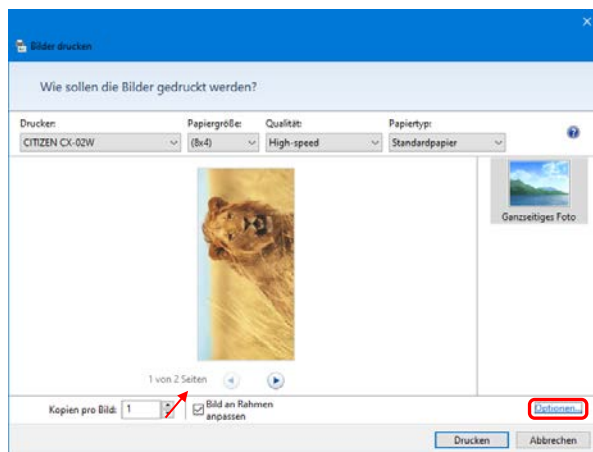 Bilder drucken
Wie sollen die Bilder gedruckt werden?
Drucker: Papiergröße: Qualität: Papiertyp:
CITIZEN CX-02W (8x4) High-speed Standardpapier
Ganzseitiges Foto
1 von 2 Seiten
Kopien pro Bild: 1 Bild an Rahmen
anpassen
Optionen...
Drucken Abbrechen